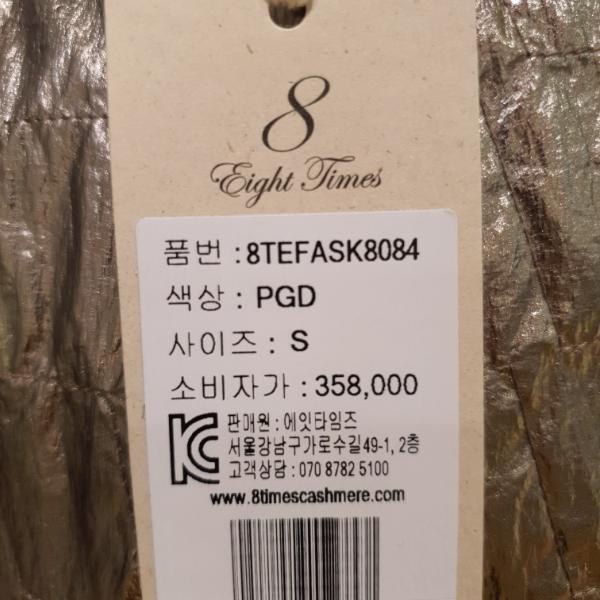 8
Eight Times
품번 : 8TEFASK8084
색상 : PGD
사이즈 : S
소비자가 : 358,000
판매원 : 에잇타임즈
서울강남구가로수길49-1, 2층
고객상담 : 070 8782 5100
www.8timescashmere.com